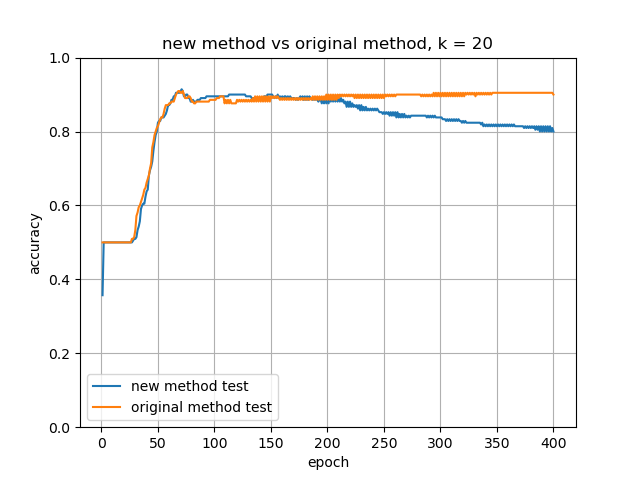 new method vs original method, k = 20
1.0
0.8
0.6
0.4
0.2
0.0
accuracy
new method test
original method test
0 50 100 150 200 250 300 350 400
epoch